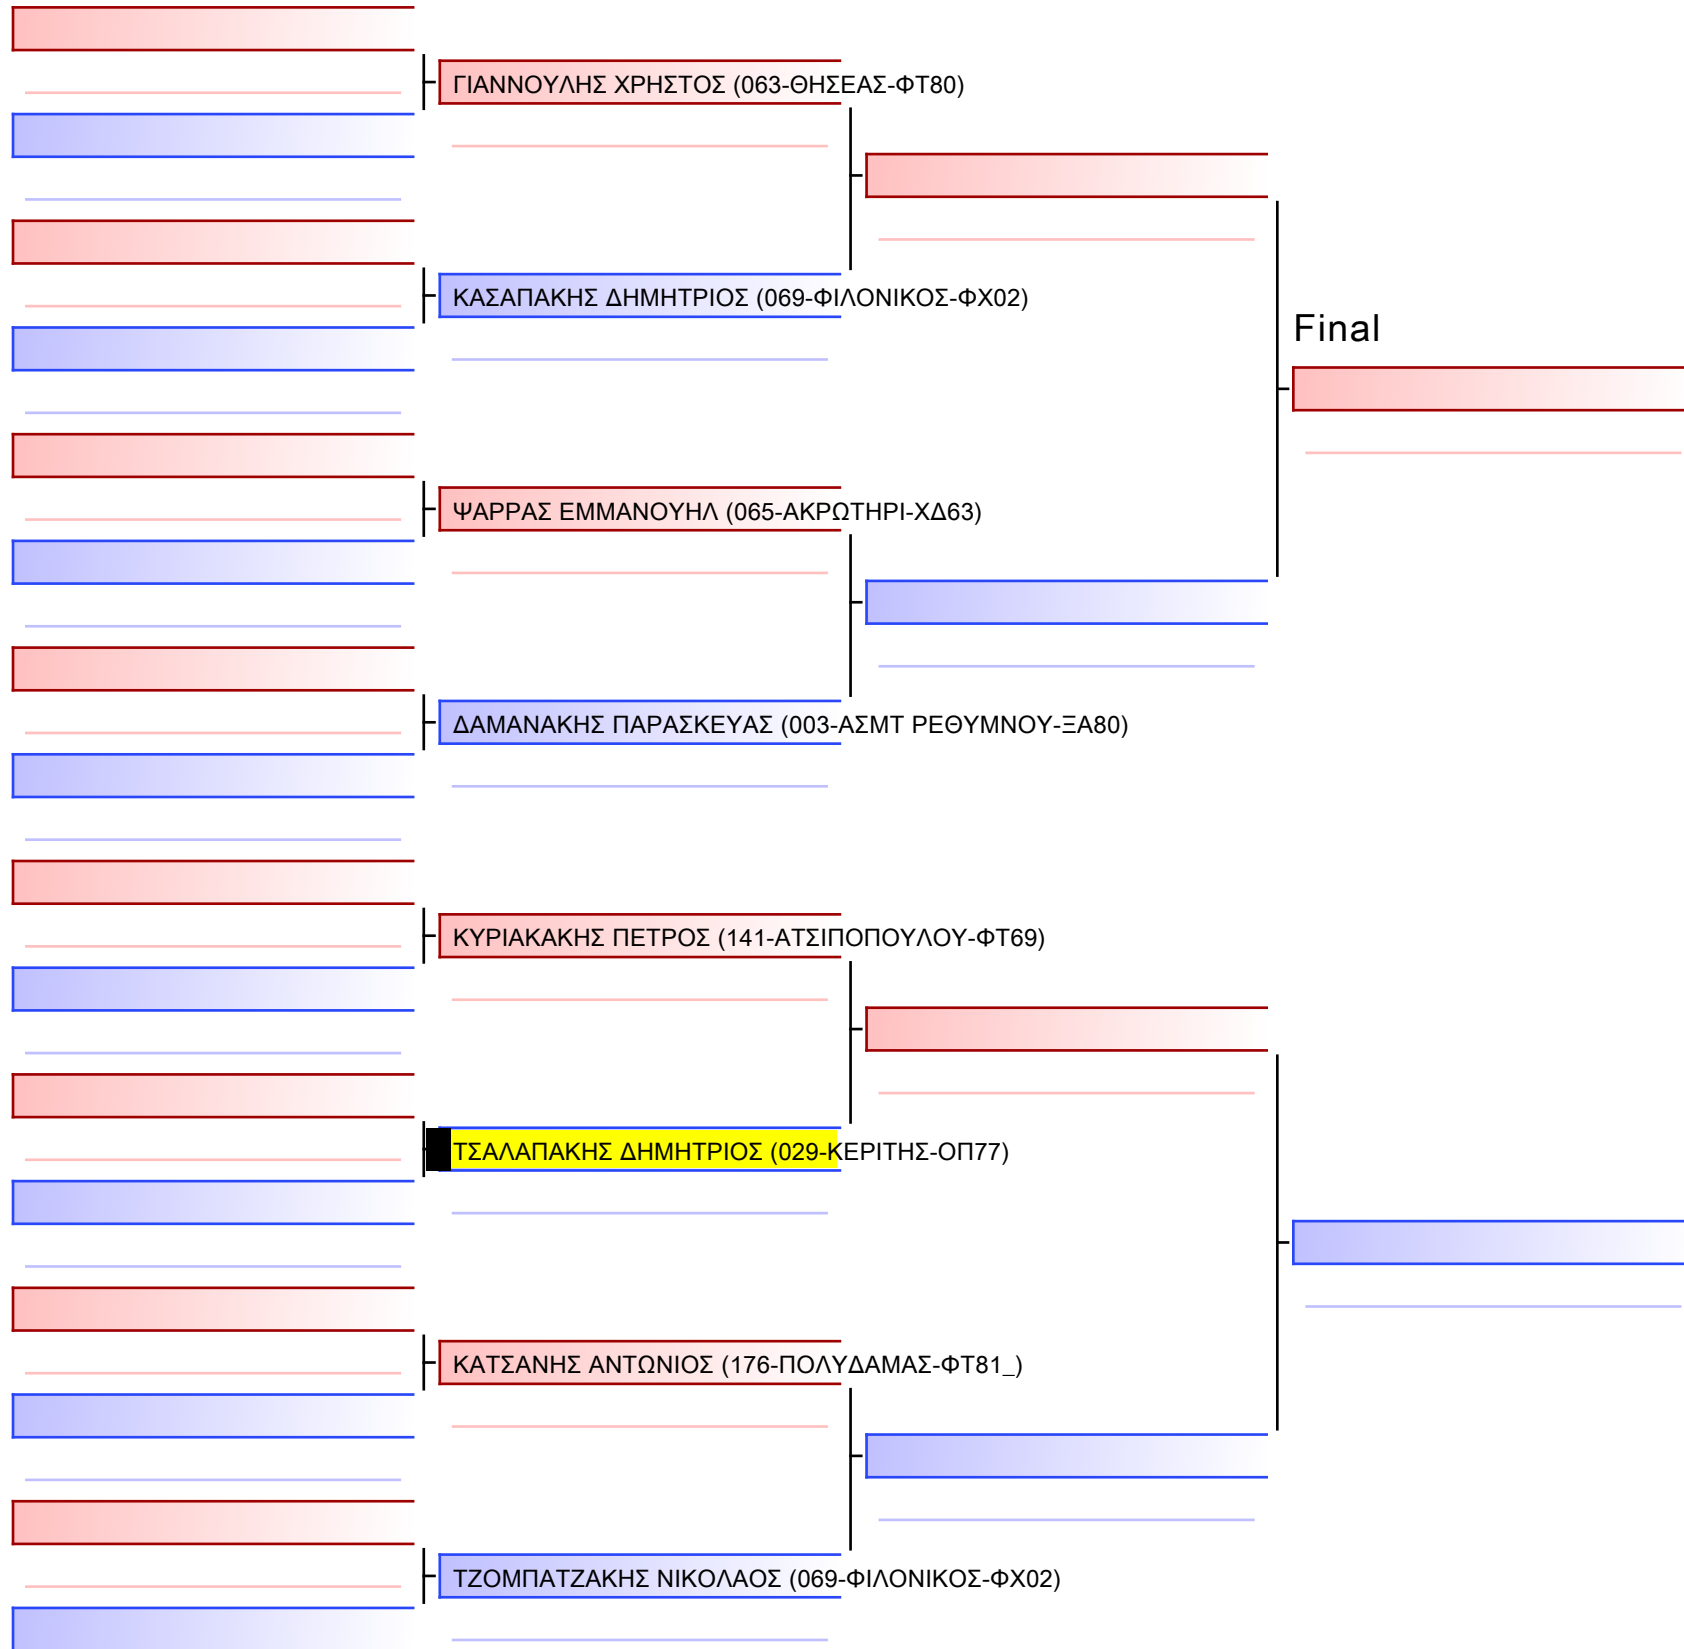 ΓΙΑΝΝΟΥΛΗΣ ΧΡΗΣΤΟΣ (063-ΘΗΣΕΑΣ-ΦΤ80)
ΚΑΣΑΠΑΚΗΣ ΔΗΜΗΤΡΙΟΣ (069-ΦΙΛΟΝΙΚΟΣ-ΦΧ02)
Final
ΨΑΡΡΑΣ ΕΜΜΑΝΟΥΗΛ (065-ΑΚΡΩΤΗΡΙ-ΧΔ63)
ΔΑΜΑΝΑΚΗΣ ΠΑΡΑΣΚΕΥΑΣ (003-ΑΣΜΤ ΡΕΘΥΜΝΟΥ-ΞΑ80)
ΚΥΡΙΑΚΑΚΗΣ ΠΕΤΡΟΣ (141-ΑΤΣΙΠΟΠΟΥΛΟΥ-ΦΤ69)
ΤΣΑΛΑΠΑΚΗΣ ΔΗΜΗΤΡΙΟΣ (029-ΚΕΡΙΤΗΣ-ΟΠ77)
ΚΑΤΣΑΝΗΣ ΑΝΤΩΝΙΟΣ (176-ΠΟΛΥΔΑΜΑΣ-ΦΤ81_)
ΤΖΟΜΠΑΤΖΑΚΗΣ ΝΙΚΟΛΑΟΣ (069-ΦΙΛΟΝΙΚΟΣ-ΦΧ02)